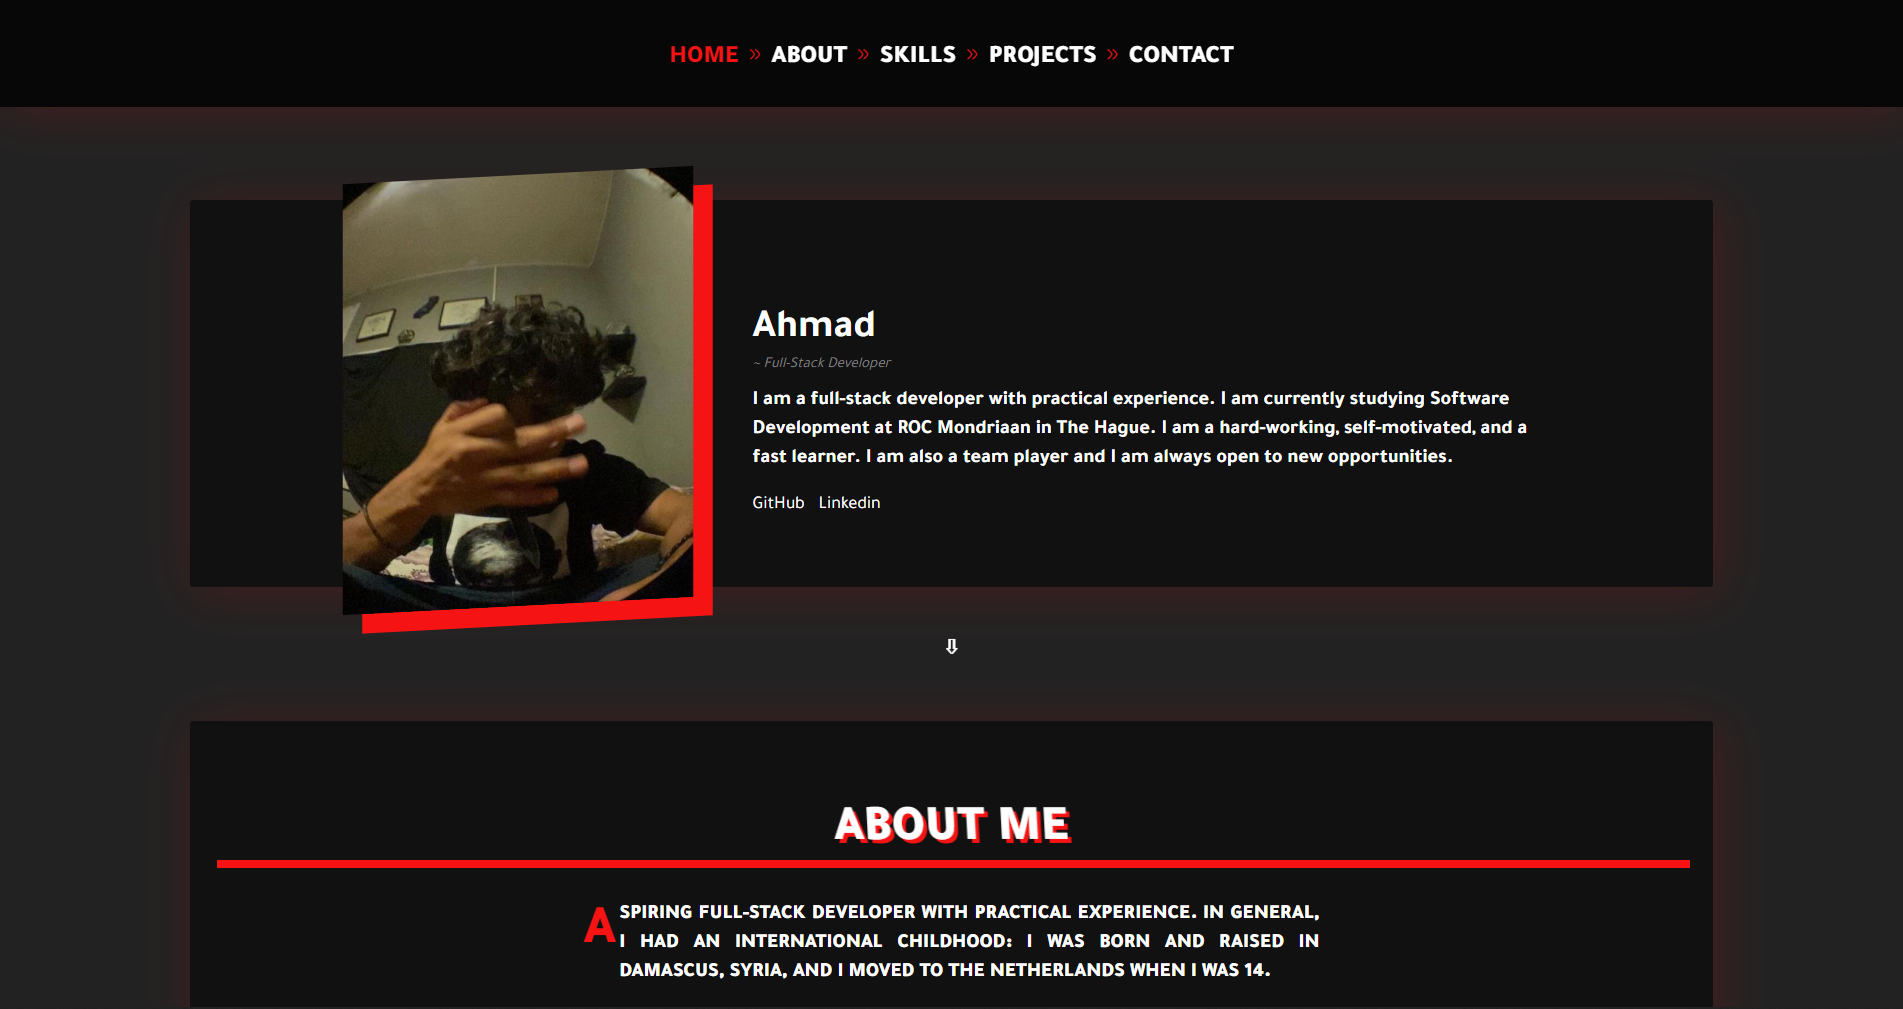 HOME » ABOUT » SKILLS » PROJECTS » CONTACT
Ahmad
~ Full-Stack Developer
I am a full-stack developer with practical experience. I am currently studying Software
Development at ROC Mondriaan in The Hague. I am a hard-working, self-motivated, and a
fast learner. I am also a team player and I am always open to new opportunities.
GitHub Linkedin
⇩
ABOUT ME
ASPIRING FULL-STACK DEVELOPER WITH PRACTICAL EXPERIENCE. IN GENERAL,
I HAD AN INTERNATIONAL CHILDHOOD: I WAS BORN AND RAISED IN
DAMASCUS, SYRIA, AND I MOVED TO THE NETHERLANDS WHEN I WAS 14.